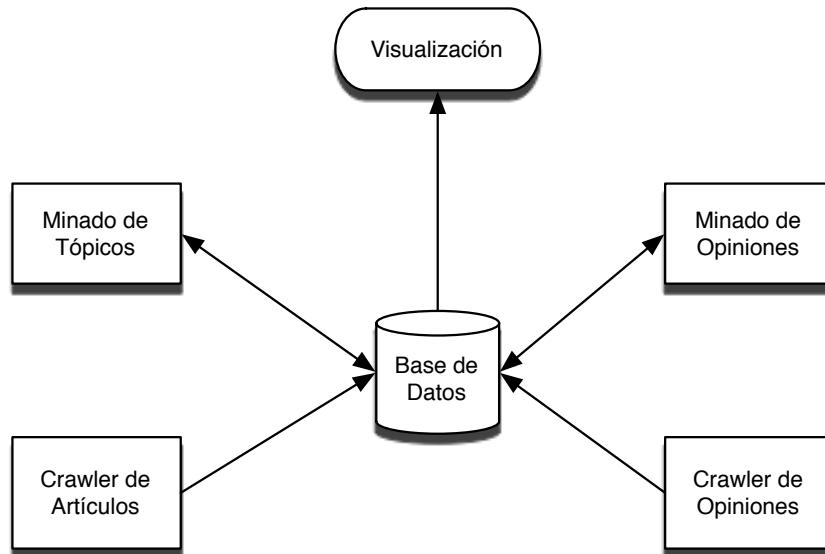 Visualización
Minado de
Tópicos
Minado de
Opiniones
Base de
Datos
Crawler de
Artículos
Crawler de
Opiniones